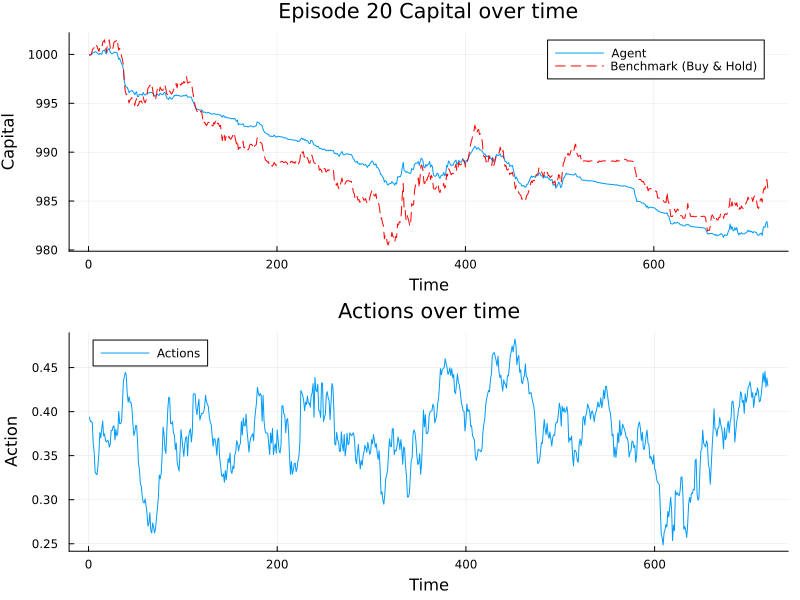 Episode 20 Capital over time
Agent
Benchmark (Buy & Hold)
1000
995
990
985
980
Capital
0
200
400
600
Time
Actions over time
Actions
0.45
0.40
0.35
0.30
0.25
Action
0
200
400
600
Time